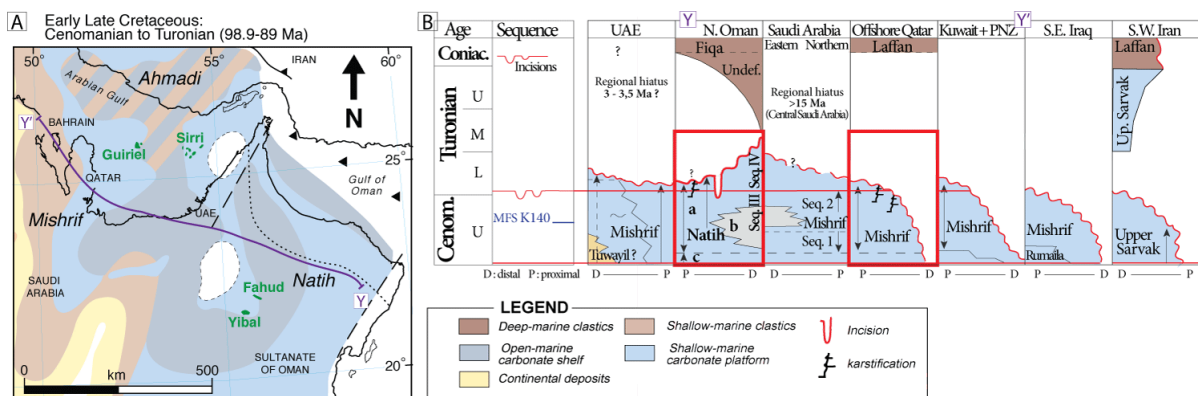 A
Early Late Cretaceous:
Cenomanian to Turonian (98.9-89 Ma)
50°
55°
60°
Arabian Gulf
Ahmadi
IRAN
N
Y'
BAHRAIN
Guiriel
Sirri
25°
QATAR
Gulf of
Oman
Mishrif
UAE
SAUDI
ARABIA
Natih
Fahud
Y
Yibal
SULTANATE
OF OMAN
20°
0
km
500
B
Y
Y'
Age
Sequence
UAE
N. Oman
Saudi Arabia
Offshore Qatar
Kuwait + PNZ
S.E. Iraq
S.W. Iran
Coniac.
Incisions
?
Fiqa
Undef.
Eastern
Northern
Laffan
Laffan
Turonian
U
M
L
Regional hiatus
3 - 3,5 Ma ?
Regional hiatus
>15 Ma
(Central Saudi Arabia)
Up. Sarvak
?
?
Cenom.
U
MFS K140
Mishrif
Tuwayil ?
a
Natih
b
c
Seq. III
Seq. IV
Seq. 2
Mishrif
Seq. 1
Mishrif
Mishrif
Mishrif
Rumaila
Upper
Sarvak
D : distal
P : proximal
D
P
P
D
D
P
P
D
P
D
P
D
D
P
LEGEND
Deep-marine clastics
Shallow-marine clastics
Incision
Open-marine
carbonate shelf
Shallow-marine
carbonate platform
karstification
Continental deposits